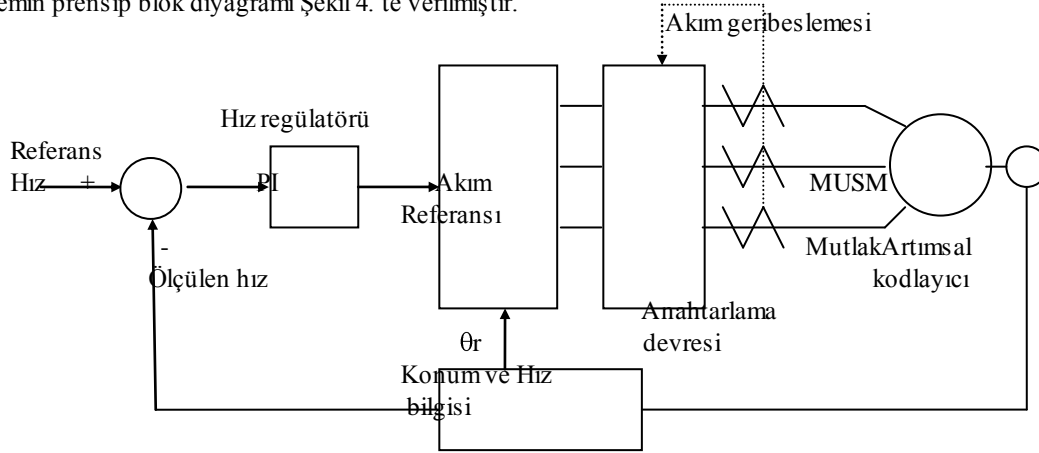 emin prensip blok diyagramı Şekil 4. te verilmiştir.
Akım geribeslemesi
Hız regülatörü
Referans
Hız +
PI
Akım
Referansı
MUSM
-
Ölçülen hız
MutlakArtımsal
kodlayıcı
Anahtarlama
devresi
θr
Konum ve Hız
bilgisi